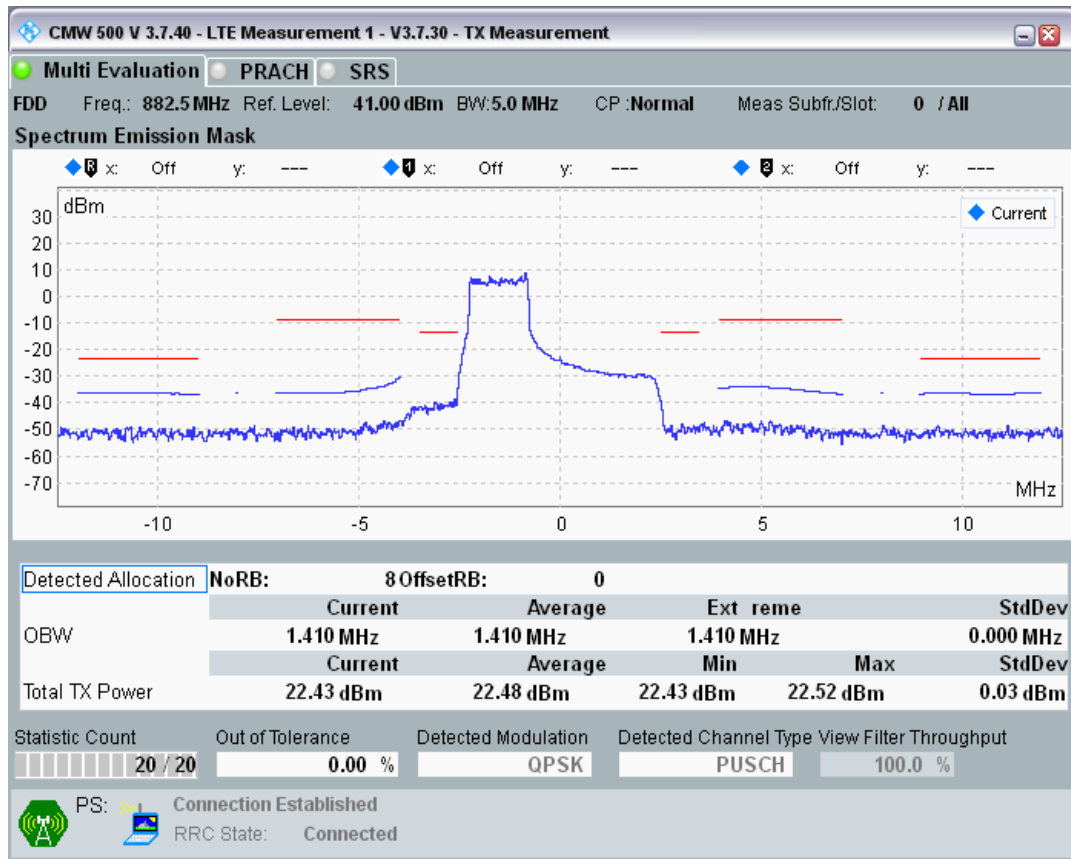 CMW 500 V 3.7.40 - LTE Measurement 1 - V3.7.30 - TX Measurement
Multi Evaluation PRACH SRS
FDD Freq.: 882.5 MHz Ref. Level: 41.00 dBm BW:5.0 MHz CP :Normal Meas Subfr./Slot: 0 / All
Spectrum Emission Mask
R x: Off y: --- 1 x: Off y: --- 2 x: Off y: ---
dBm
Current
30
20
10
0
-10
-20
-30
-40
-50
-60
-70
MHz
-10 -5 0 5 10
Detected Allocation NoRB: 8 OffsetRB: 0
Current Average Ext reme StdDev
OBW 1.410 MHz 1.410 MHz 1.410 MHz 0.000 MHz
Current Average Min Max StdDev
Total TX Power 22.43 dBm 22.48 dBm 22.43 dBm 22.52 dBm 0.03 dBm
Statistic Count Out of Tolerance Detected Modulation Detected Channel Type View Filter Throughput
20 / 20 0.00 % QPSK PUSCH 100.0 %
PS: Connection Established
RRC State: Connected